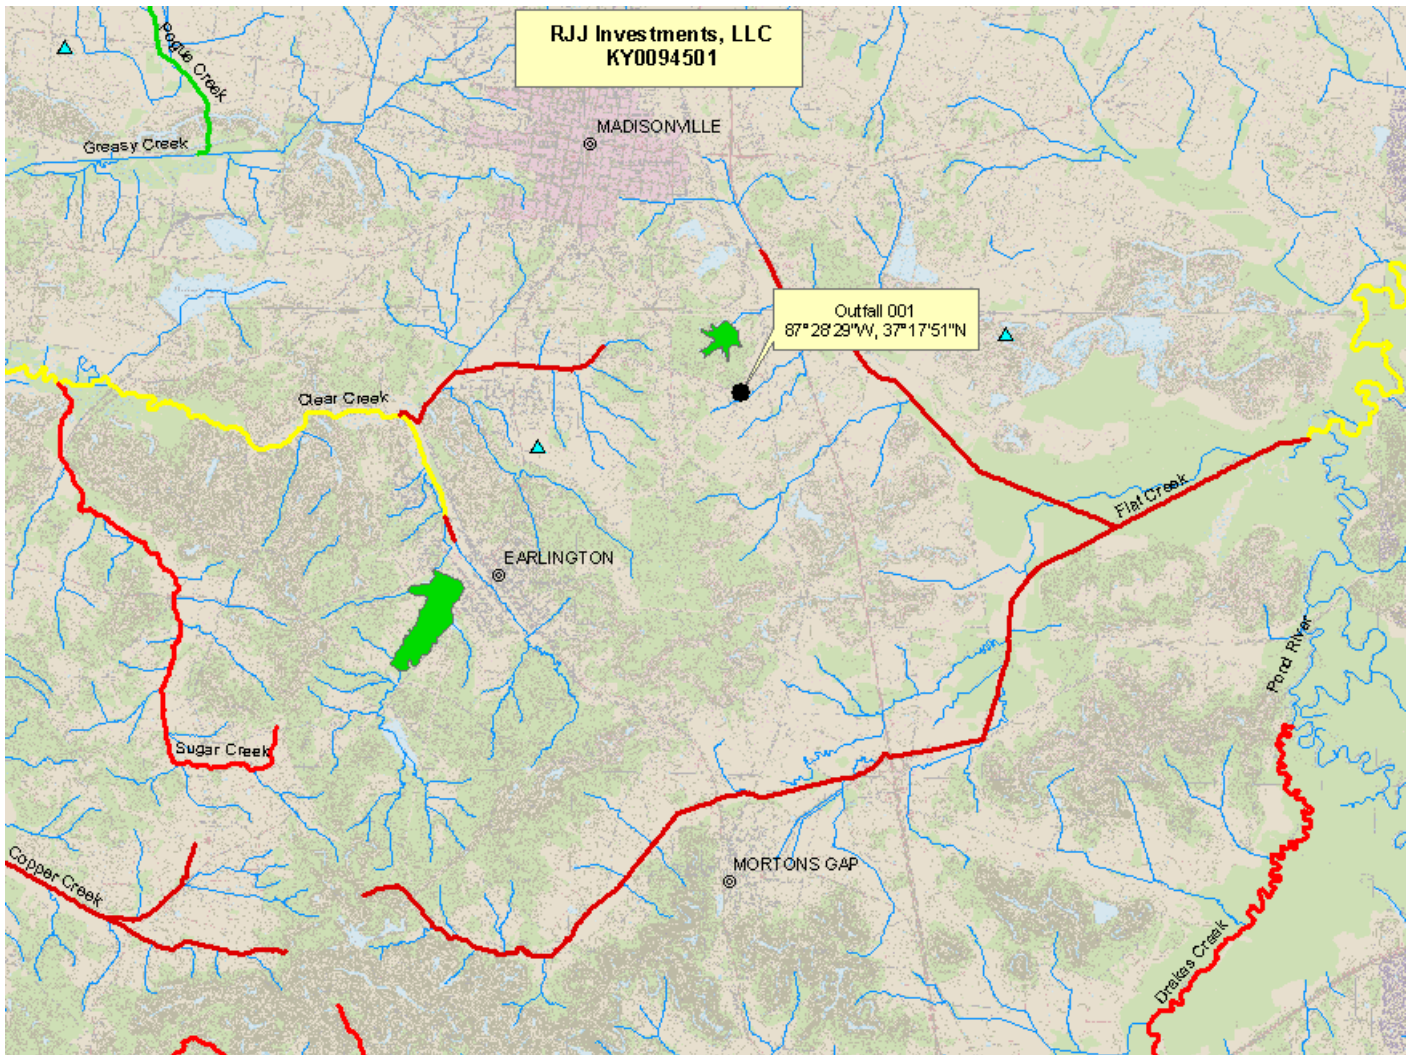 RJJ Investments, LLC
KY0094501
Pogue Creek
MADISONVILLE
Greasy Creek
Outfall 001
87°28'29"W, 37°17'51"N
Clear Creek
Flat Creek
EARLINGTON
Pond River
Sugar Creek
MORTONS GAP
Copper Creek
Drakes Creek